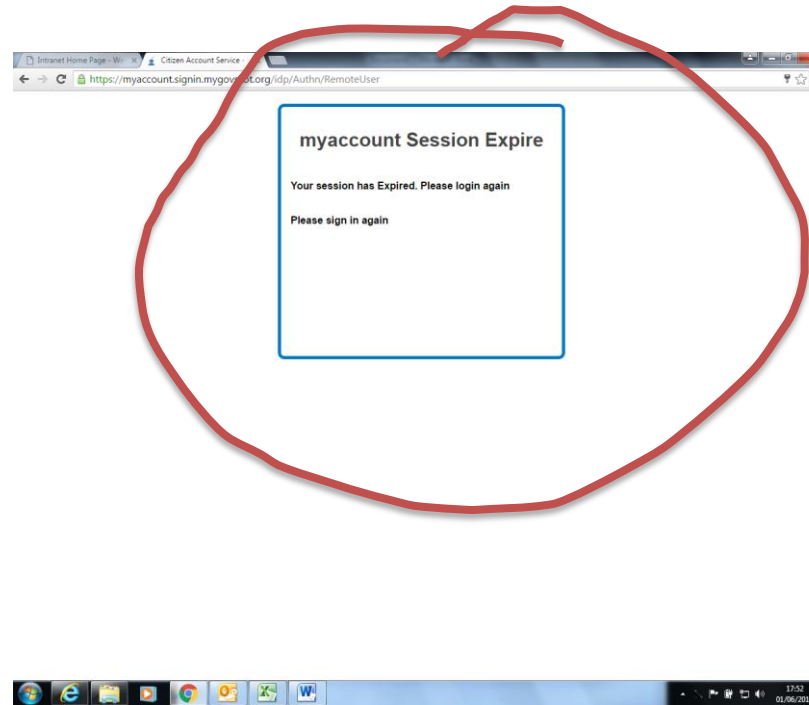 Intranet Home Page - W
Citizen Account Service -
https://myaccount.signin.mygov ot.org/idp/Authn/RemoteUser
myaccount Session Expire
Your session has Expired. Please login again
Please sign in again
17:52
01/06/201